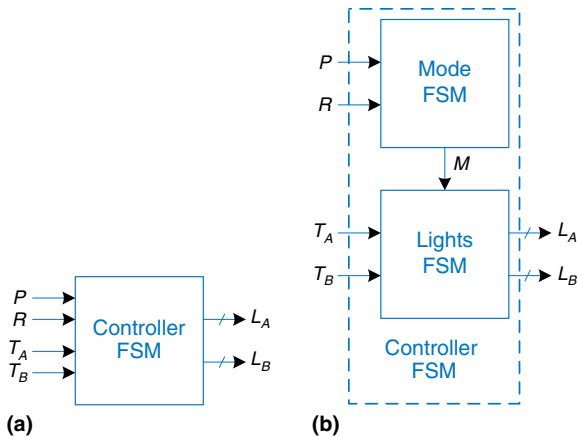 P
R
T_A
T_B
Controller
FSM
L_A
L_B
(a)
P
R
Mode
FSM
M
T_A
T_B
Lights
FSM
L_A
L_B
Controller
FSM
(b)